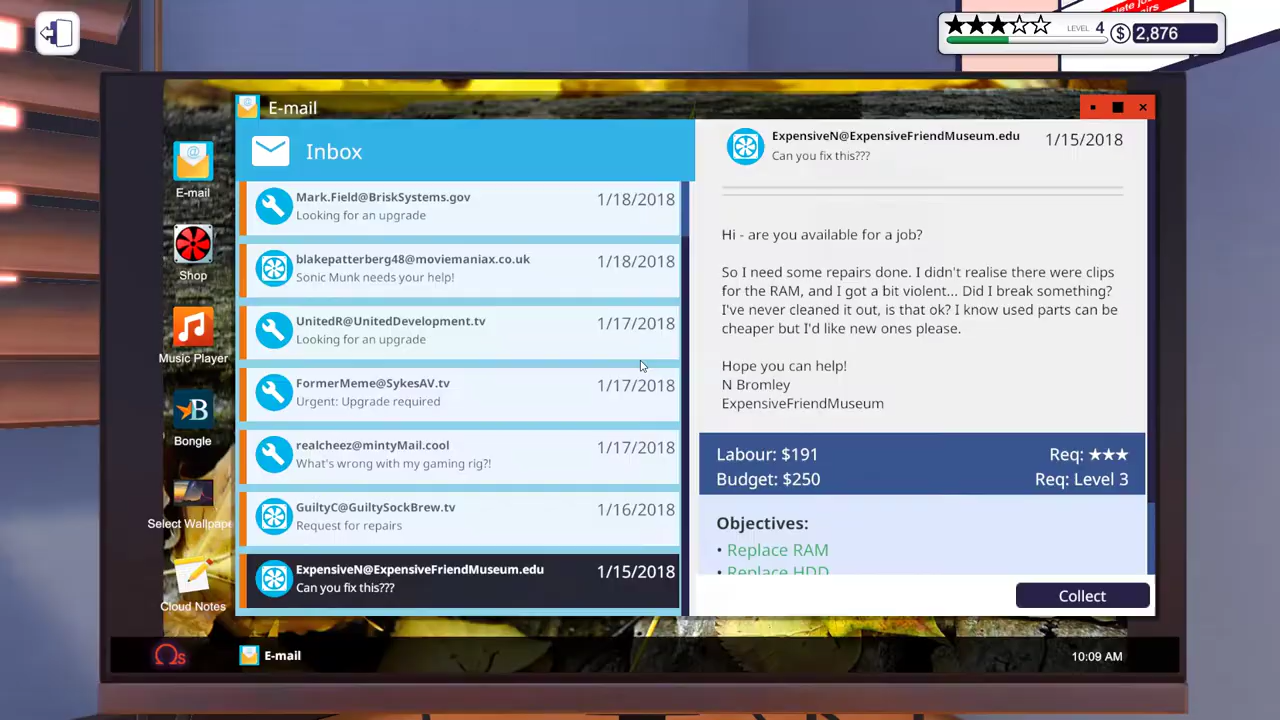 LEVEL 4
$ 2,876
E-mail
Inbox
Mark.Field@BriskSystems.gov 1/18/2018
Looking for an upgrade
blakepatterberg48@moviemaniax.co.uk 1/18/2018
Sonic Munk needs your help!
UnitedR@UnitedDevelopment.tv 1/17/2018
Looking for an upgrade
FormerMeme@SykesAV.tv 1/17/2018
Urgent: Upgrade required
realcheez@mintyMail.cool 1/17/2018
What's wrong with my gaming rig?!
GuiltyC@GuiltySockBrew.tv 1/16/2018
Request for repairs
ExpensiveN@ExpensiveFriendMuseum.edu 1/15/2018
Can you fix this???
E-mail
Shop
Music Player
Bongle
Select Wallpape
Cloud Notes
ExpensiveN@ExpensiveFriendMuseum.edu 1/15/2018
Can you fix this???
Hi - are you available for a job?
So I need some repairs done. I didn't realise there were clips
for the RAM, and I got a bit violent... Did I break something?
I've never cleaned it out, is that ok? I know used parts can be
cheaper but I'd like new ones please.
Hope you can help!
N Bromley
ExpensiveFriendMuseum
Labour: $191 Req: ★★★
Budget: $250 Req: Level 3
Objectives:
• Replace RAM
• Replace HDD
Collect
Ωs
E-mail
10:09 AM